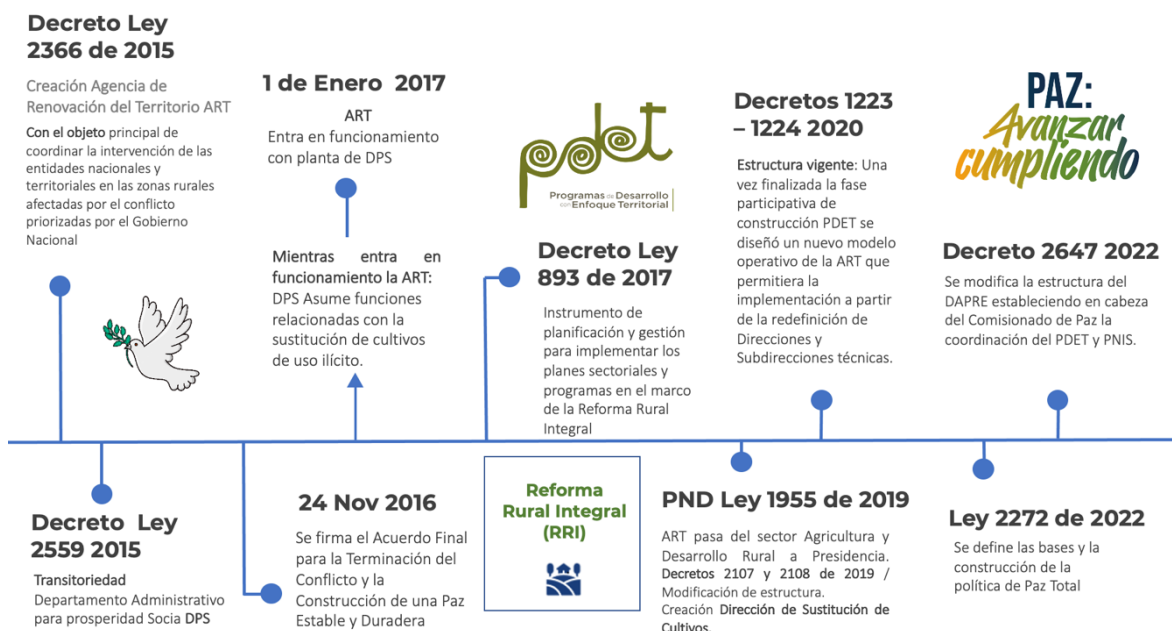 Decreto Ley
2366 de 2015
Creación Agencia de
Renovación del Territorio ART
Con el objeto principal de
coordinar la intervención de las
entidades nacionales y
territoriales en las zonas rurales
afectadas por el conflicto
priorizadas por el Gobierno
Nacional
1 de Enero 2017
ART
Entra en funcionamiento
con planta de DPS
Mientras entra en
funcionamiento la ART:
DPS Asume funciones
relacionadas con la
sustitución de cultivos
de uso ilícito.
pdet
Programas de Desarrollo
con Enfoque Territorial
Decreto Ley
893 de 2017
Instrumento de
planificación y gestión
para implementar los
planes sectoriales y
programas en el marco
de la Reforma Rural
Integral
Decretos 1223
– 1224 2020
Estructura vigente: Una
vez finalizada la fase
participativa de
construcción PDET se
diseñó un nuevo modelo
operativo de la ART que
permitiera la
implementación a partir
de la redefinición de
Direcciones y
Subdirecciones técnicas.
PAZ:
Avanzar
cumpliendo
Decreto 2647 2022
Se modifica la estructura del
DAPRE estableciendo en cabeza
del Comisionado de Paz la
coordinación del PDET y PNIS.
Decreto Ley
2559 2015
Transitoriedad
Departamento Administrativo
para prosperidad Socia DPS
24 Nov 2016
Se firma el Acuerdo Final
para la Terminación del
Conflicto y la
Construcción de una Paz
Estable y Duradera
Reforma
Rural Integral
(RRI)
PND Ley 1955 de 2019
ART pasa del sector Agricultura y
Desarrollo Rural a Presidencia.
Decretos 2107 y 2108 de 2019 /
Modificación de estructura.
Creación Dirección de Sustitución de
Cultivos.
Ley 2272 de 2022
Se define las bases y la
construcción de la
política de Paz Total